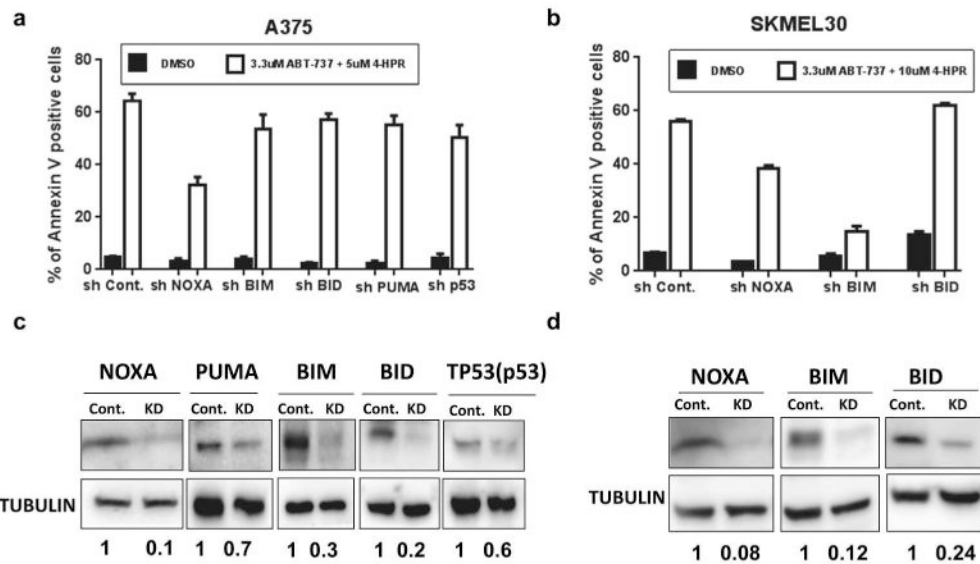 a
A375
% of Annexin V positive cells
80
60
40
20
0
DMSO 3.3uM ABT-737 + 5uM 4-HPR
sh Cont. sh NOXA sh BIM sh BID sh PUMA sh p53
b
SKMEL30
% of Annexin V positive cells
80
60
40
20
0
DMSO 3.3uM ABT-737 + 10uM 4-HPR
sh Cont. sh NOXA sh BIM sh BID
c
NOXA PUMA BIM BID TP53(p53)
Cont. KD Cont. KD Cont. KD Cont. KD Cont. KD
TUBULIN
1 0.1 1 0.7 1 0.3 1 0.2 1 0.6
d
NOXA BIM BID
Cont. KD Cont. KD Cont. KD
TUBULIN
1 0.08 1 0.12 1 0.24